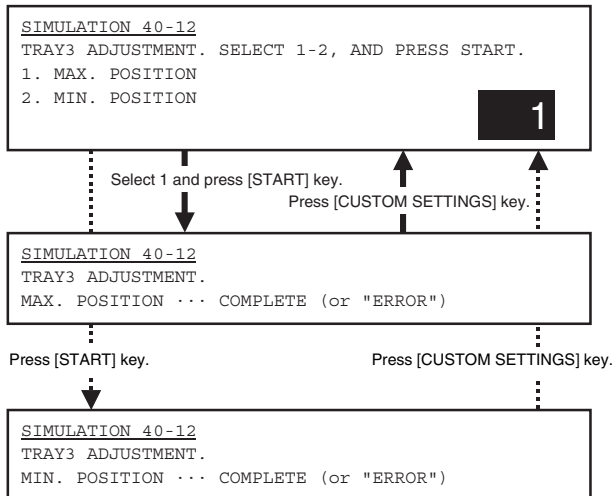 SIMULATION 40-12
TRAY3 ADJUSTMENT. SELECT 1-2, AND PRESS START.
1. MAX. POSITION
2. MIN. POSITION
1
Select 1 and press [START] key.
Press [CUSTOM SETTINGS] key.
SIMULATION 40-12
TRAY3 ADJUSTMENT.
MAX. POSITION ··· COMPLETE (or "ERROR")
Press [START] key.
Press [CUSTOM SETTINGS] key.
SIMULATION 40-12
TRAY3 ADJUSTMENT.
MIN. POSITION ··· COMPLETE (or "ERROR")